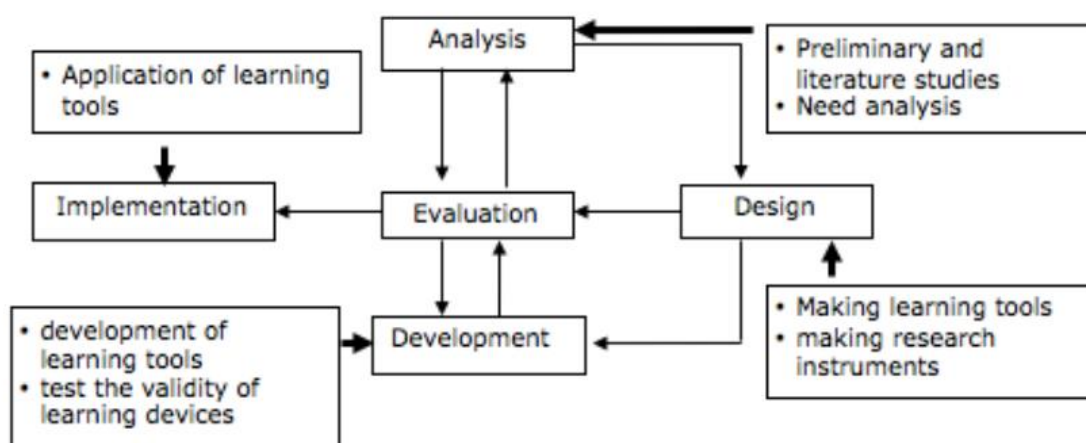 Analysis
• Preliminary and
literature studies
• Need analysis
• Application of learning
tools
Implementation
Evaluation
Design
• development of
learning tools
• test the validity of
learning devices
Development
• Making learning tools
• making research
instruments